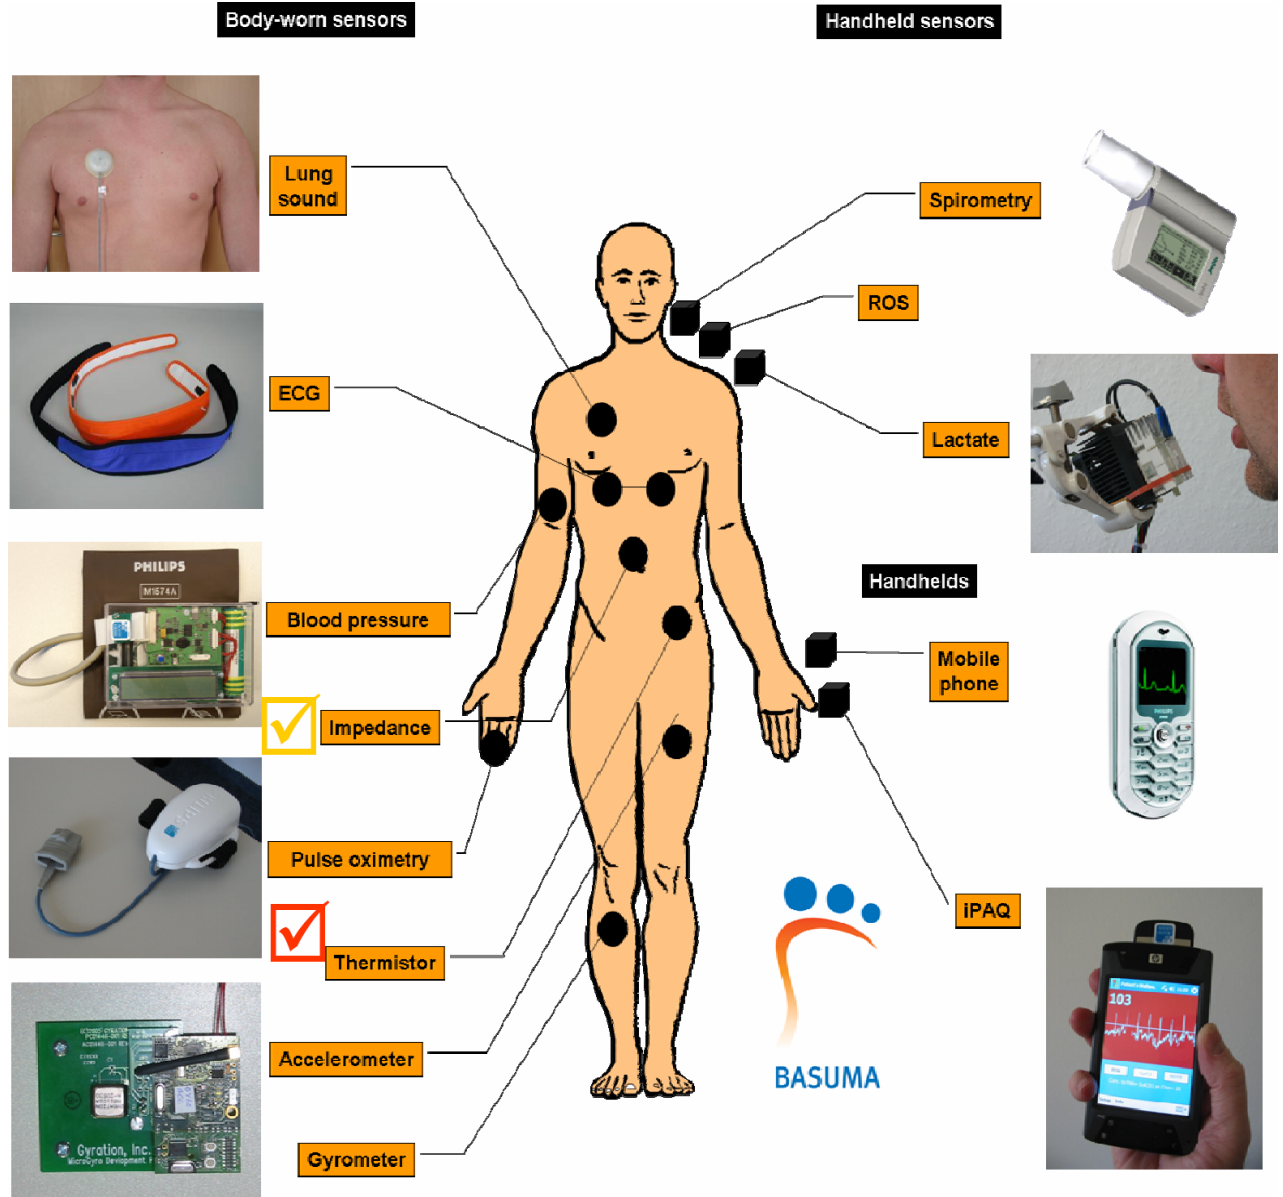 Body-worn sensors
Handheld sensors
Lung
sound
Spirometry
ROS
ECG
Lactate
PHILIPS
M1574A
Handhelds
Blood pressure
Mobile
phone
PHILIPS
Impedance
Pulse oximetry
iPAQ
Thermistor
103
Accelerometer
BASUMA
Gyration, Inc.
Gyrometer